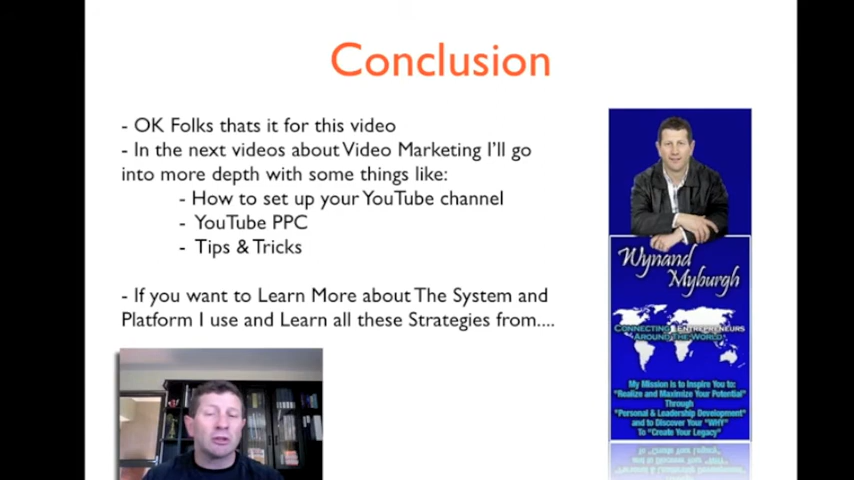 Conclusion
- OK Folks thats it for this video
- In the next videos about Video Marketing I'll go
into more depth with some things like:
- How to set up your YouTube channel
- YouTube PPC
- Tips & Tricks
- If you want to Learn More about The System and
Platform I use and Learn all these Strategies from....
Wynand
Myburgh
Connecting Entrepreneurs
Around The World!
My Mission is to Inspire You to:
"Realize and Maximize Your Potential"
Through
"Personal & Leadership Development"
and to Discover Your "WHY"
To "Create Your Legacy"